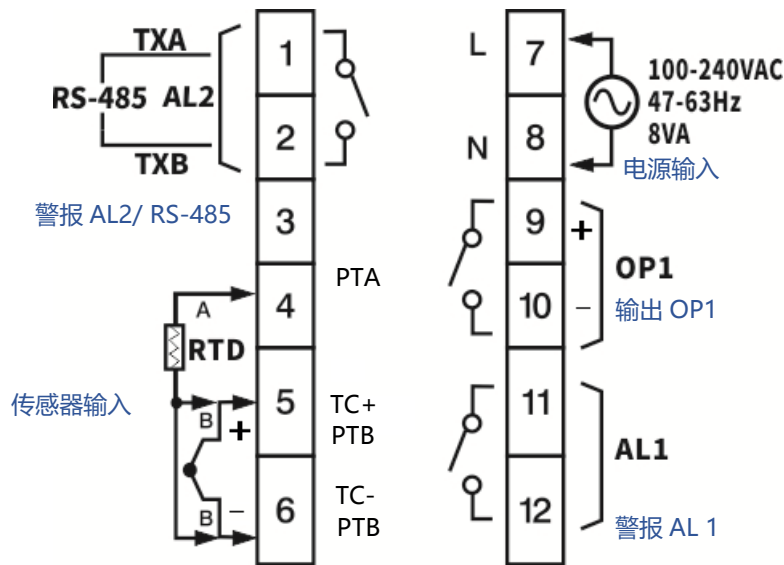 TXA
RS-485 AL2
TXB
警报 AL2/ RS-485
1
2
3
4
5
6
PTA
A
RTD
传感器输入
B
+
TC+
PTB
B
−
TC-
PTB
L
N
7
8
9
10
11
12
100-240VAC
47-63Hz
8VA
电源输入
+
OP1
−
输出 OP1
AL1
警报 AL 1